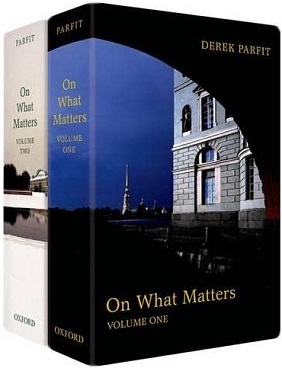 PARFIT
On
What
Matters
VOLUME
TWO
OXFORD
PARFIT
On
What
Matters
VOLUME
ONE
OXFORD
DEREK PARFIT
On What Matters
VOLUME ONE